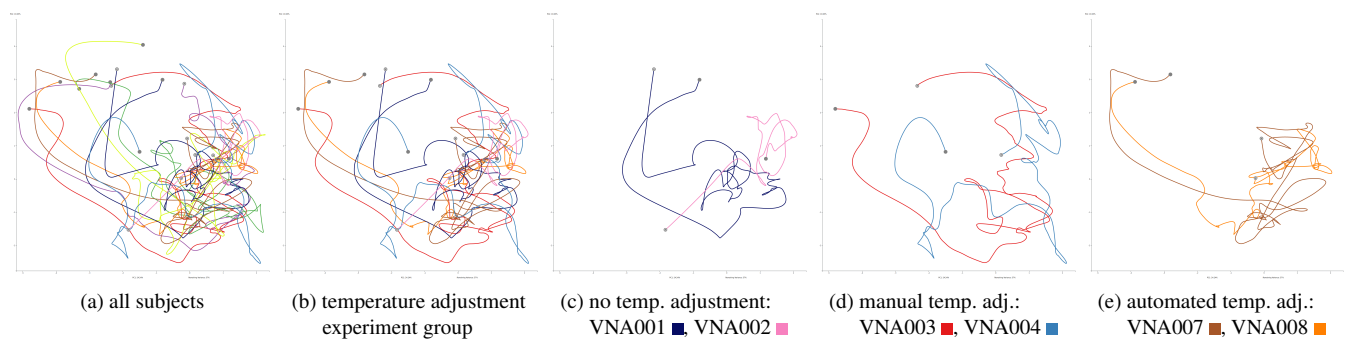 (a) all subjects
(b) temperature adjustment
experiment group
(c) no temp. adjustment:
VNA001 , VNA002
(d) manual temp. adj.:
VNA003 , VNA004
(e) automated temp. adj.:
VNA007 , VNA008